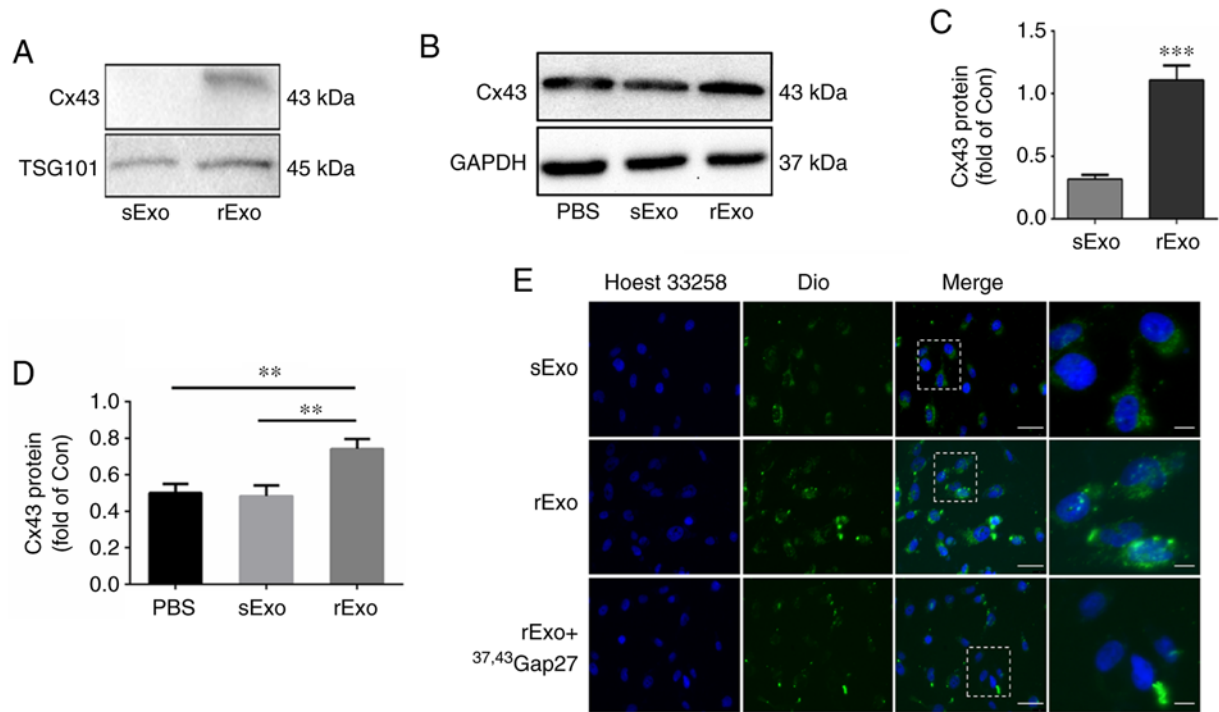 A
Cx43
43 kDa
TSG101
45 kDa
sExo rExo
B
Cx43
43 kDa
GAPDH
37 kDa
PBS sExo rExo
C
Cx43 protein
(fold of Con)
1.5
1.0
0.5
0.0
***
sExo rExo
D
Cx43 protein
(fold of Con)
1.0
0.8
0.6
0.4
0.2
0.0
**
**
PBS sExo rExo
E
Hoest 33258 Dio Merge
sExo
rExo
rExo+
37,43Gap27